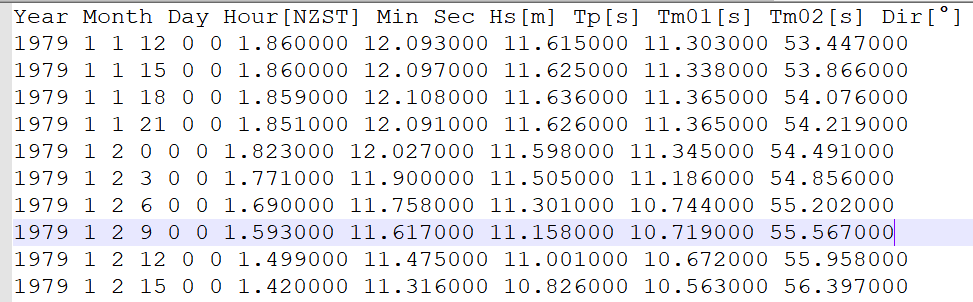 Year Month Day Hour[NZST] Min Sec Hs[m] Tp[s] Tm01[s] Tm02[s] Dir[°]
1979 1 1 12 0 0 1.860000 12.093000 11.615000 11.303000 53.447000
1979 1 1 15 0 0 1.860000 12.097000 11.625000 11.338000 53.866000
1979 1 1 18 0 0 1.859000 12.108000 11.636000 11.365000 54.076000
1979 1 1 21 0 0 1.851000 12.091000 11.626000 11.365000 54.219000
1979 1 2 0 0 0 1.823000 12.027000 11.598000 11.345000 54.491000
1979 1 2 3 0 0 1.771000 11.900000 11.505000 11.186000 54.856000
1979 1 2 6 0 0 1.690000 11.758000 11.301000 10.744000 55.202000
1979 1 2 9 0 0 1.593000 11.617000 11.158000 10.719000 55.567000
1979 1 2 12 0 0 1.499000 11.475000 11.001000 10.672000 55.958000
1979 1 2 15 0 0 1.420000 11.316000 10.826000 10.563000 56.397000